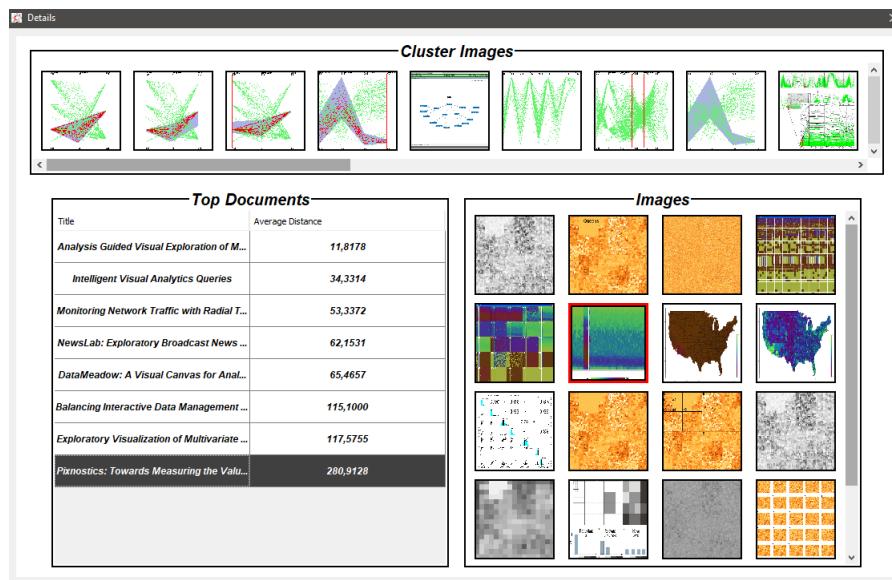 Details
Cluster Images
Top Documents
Title Average Distance
Analysis Guided Visual Exploration of M... 11,8178
Intelligent Visual Analytics Queries 34,3314
Monitoring Network Traffic with Radial T... 53,3372
NewsLab: Exploratory Broadcast News ... 62,1531
DataMeadow: A Visual Canvas for Anal... 65,4657
Balancing Interactive Data Management ... 115,1000
Exploratory Visualization of Multivariate ... 117,5755
Pixnostics: Towards Measuring the Valu... 280,9128
Images